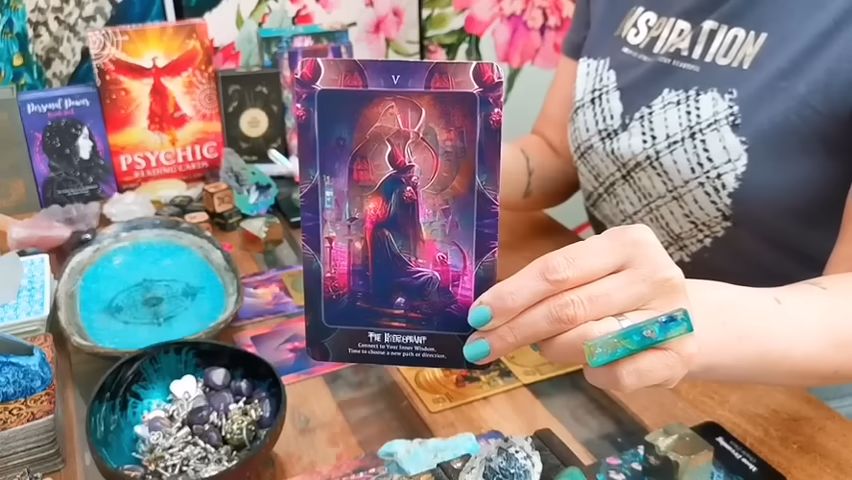 INSPIRATION
Personal Power
PSYCHIC
READING CARDS
V
THE HIEROPHANT
Connect to your Inner Wisdom.
Time to choose a new path or direction.